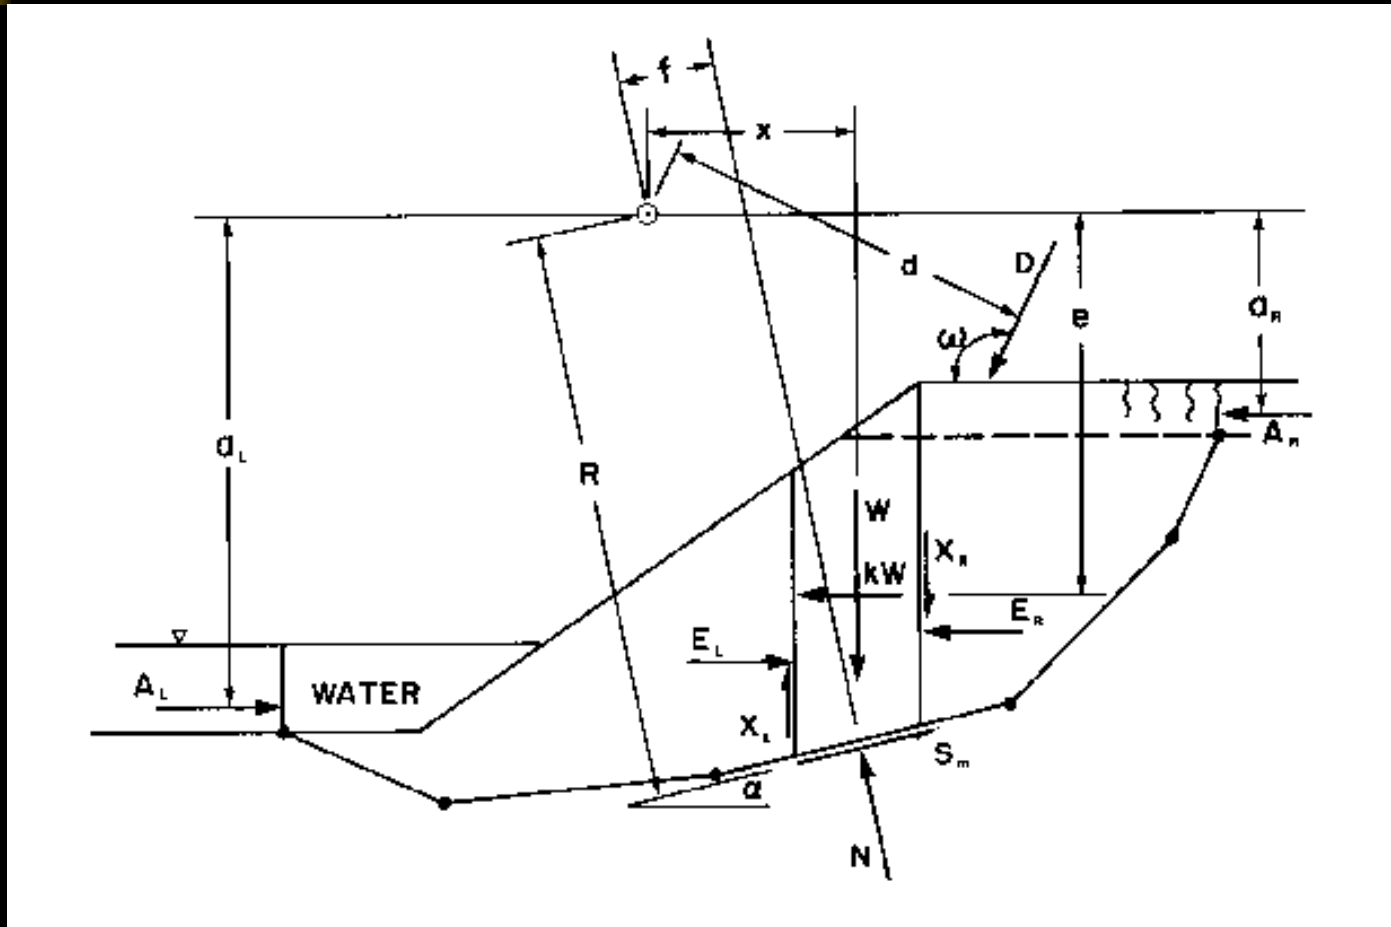 f
x
d
D
e
a_R
ω
a_L
R
W
X_R
kW
A_R
E_R
E_L
A_L
WATER
X_L
S_m
α
N